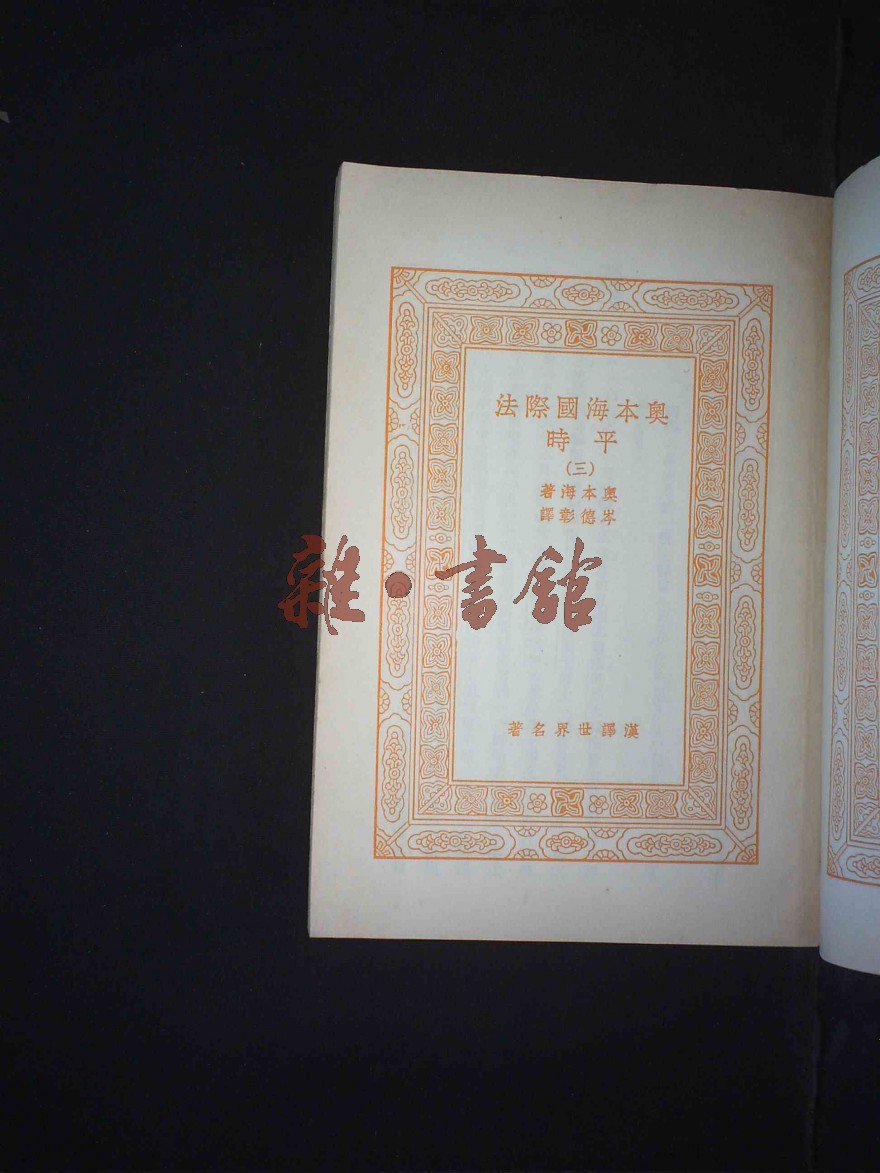 奧本海國際法
平時
(三)
奧本海著
岑德彰譯
雜·書館
漢譯世界名著